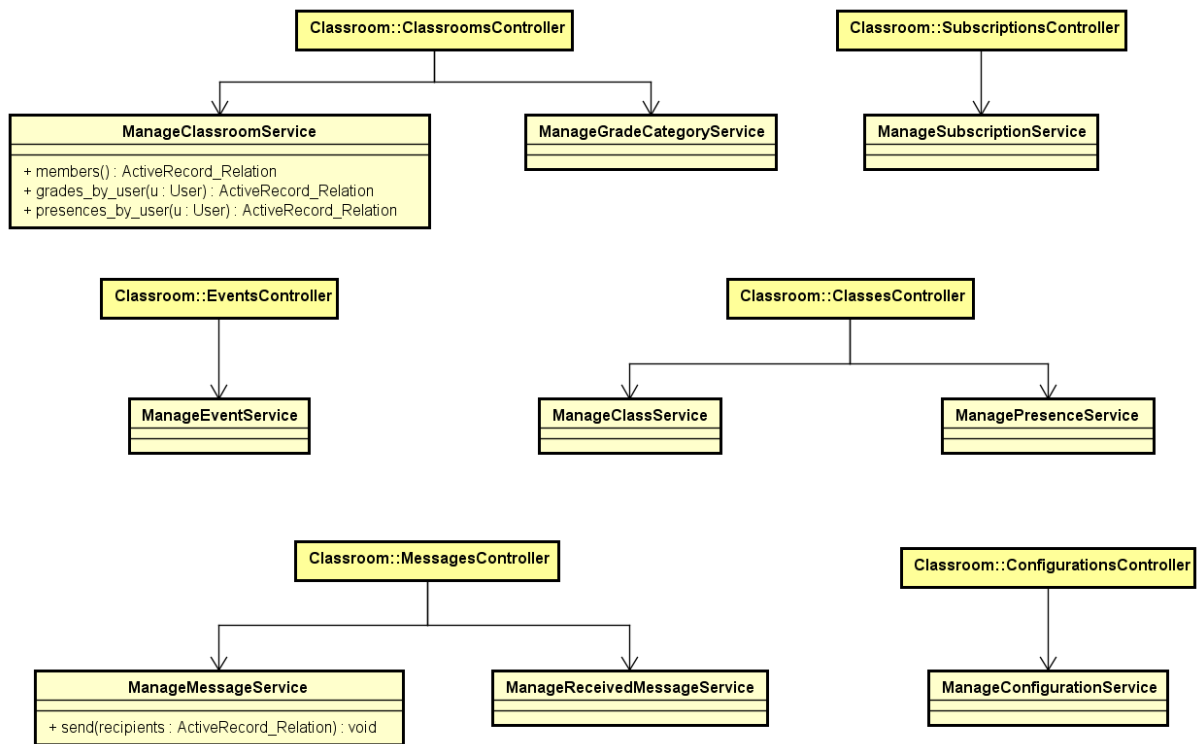 Classroom::ClassroomsController
Classroom::SubscriptionsController
ManageClassroomService
+ members() : ActiveRecord_Relation
+ grades_by_user(u : User) : ActiveRecord_Relation
+ presences_by_user(u : User) : ActiveRecord_Relation
ManageGradeCategoryService
ManageSubscriptionService
Classroom::EventsController
Classroom::ClassesController
ManageEventService
ManageClassService
ManagePresenceService
Classroom::MessagesController
Classroom::ConfigurationsController
ManageMessageService
+ send(recipients : ActiveRecord_Relation) : void
ManageReceivedMessageService
ManageConfigurationService